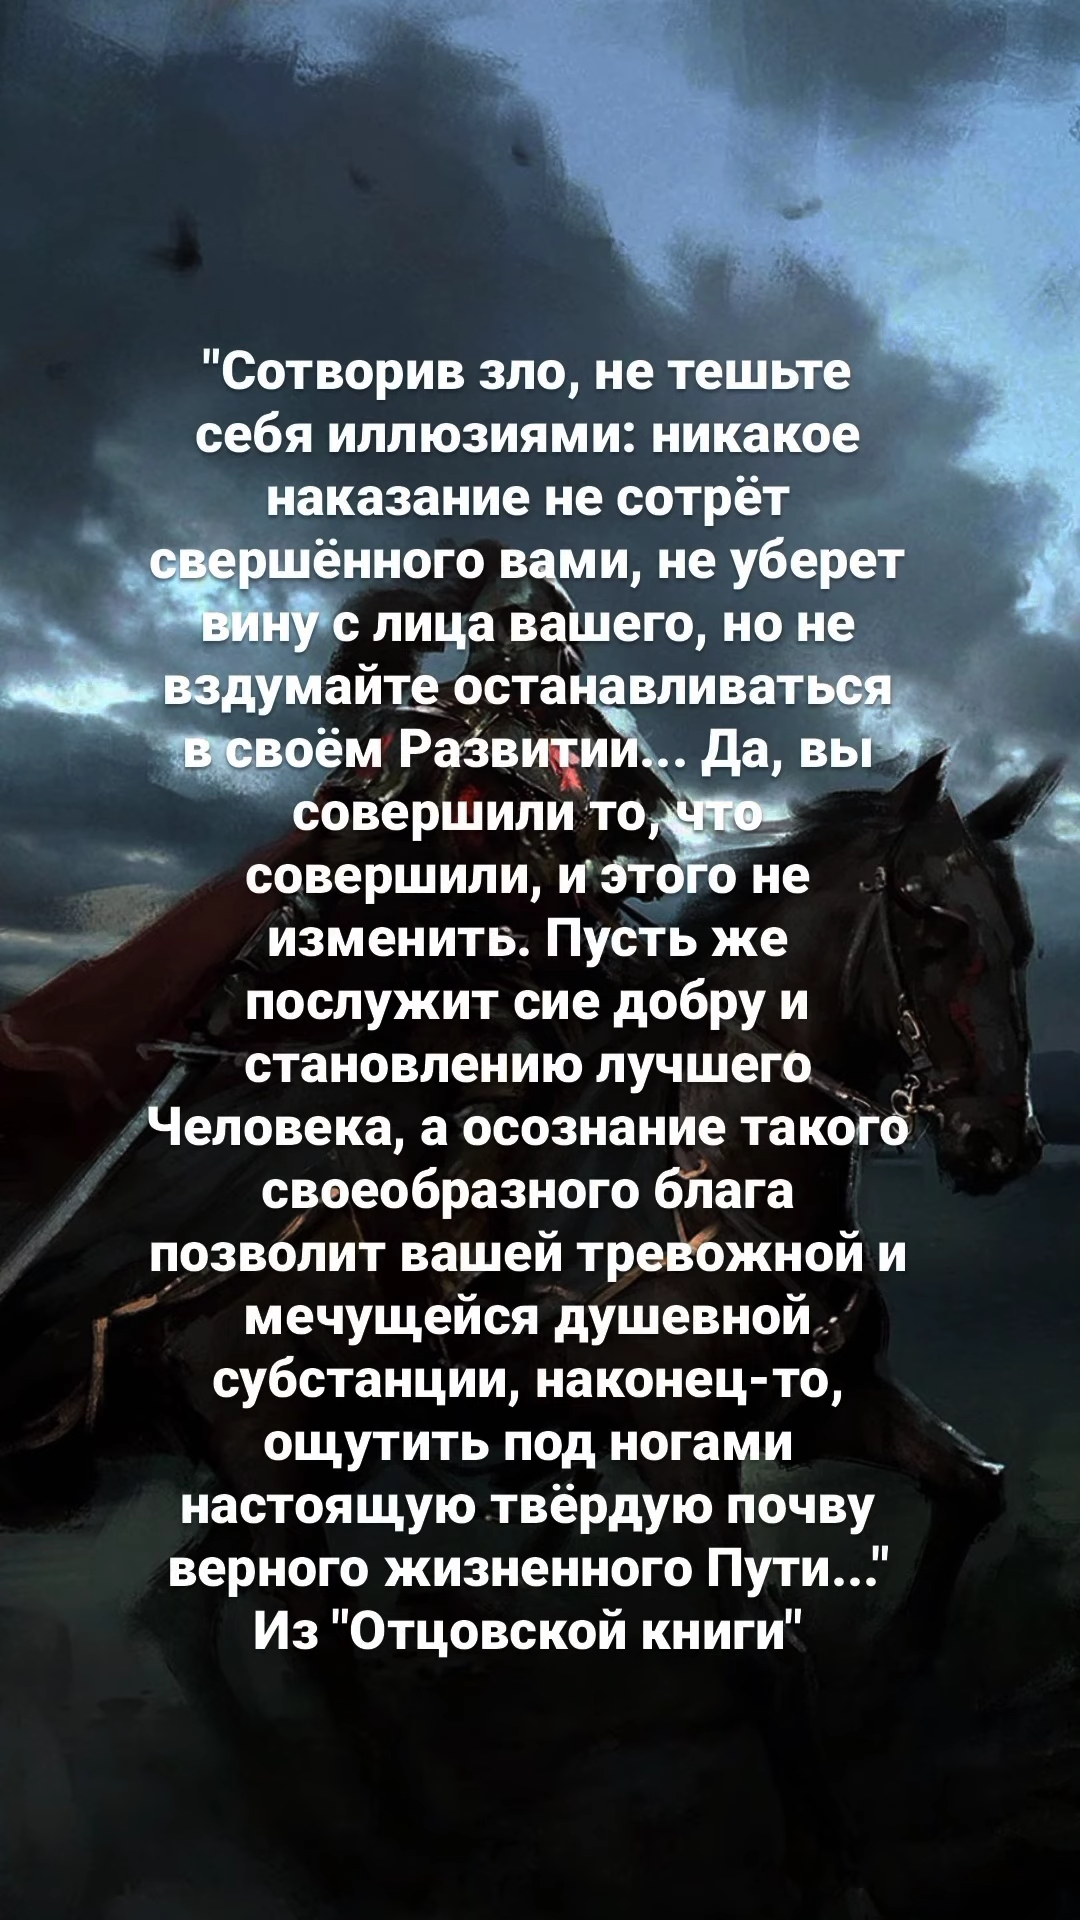 "Сотворив зло, не тешьте
себя иллюзиями: никакое
наказание не сотрёт
свершённого вами, не уберет
вину с лица вашего, но не
вздумайте останавливаться
в своём Развитии... Да, вы
совершили то, что
совершили, и этого не
изменить. Пусть же
послужит сие добру и
становлению лучшего
Человека, а осознание такого
своеобразного блага
позволит вашей тревожной и
мечущейся душевной
субстанции, наконец-то,
ощутить под ногами
настоящую твёрдую почву
верного жизненного Пути..."
Из "Отцовской книги"